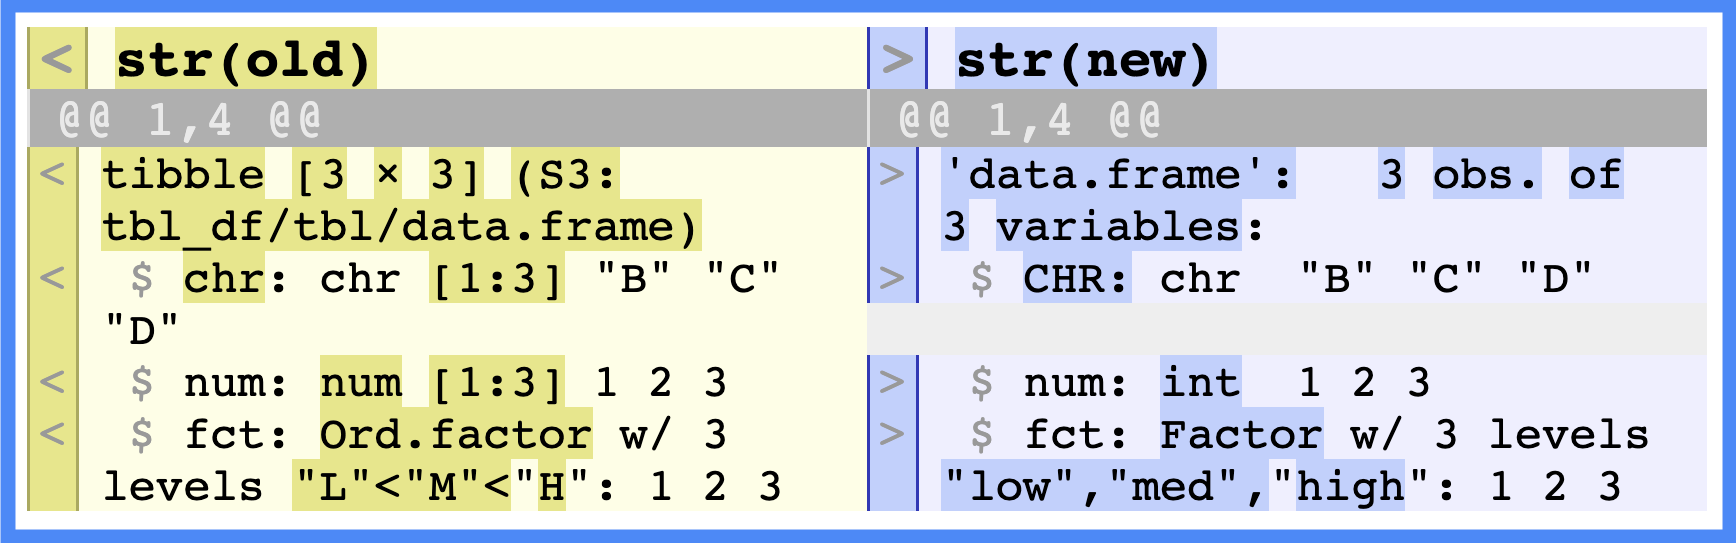 < str(old)
@@ 1,4 @@
< tibble [3 × 3] (S3:
tbl_df/tbl/data.frame)
< $ chr: chr [1:3] "B" "C"
"D"
< $ num: num [1:3] 1 2 3
< $ fct: Ord.factor w/ 3
levels "L"<"M"<"H": 1 2 3
> str(new)
@@ 1,4 @@
> 'data.frame':   3 obs. of
3 variables:
> $ CHR: chr  "B" "C" "D"
> $ num: int  1 2 3
> $ fct: Factor w/ 3 levels
"low","med","high": 1 2 3